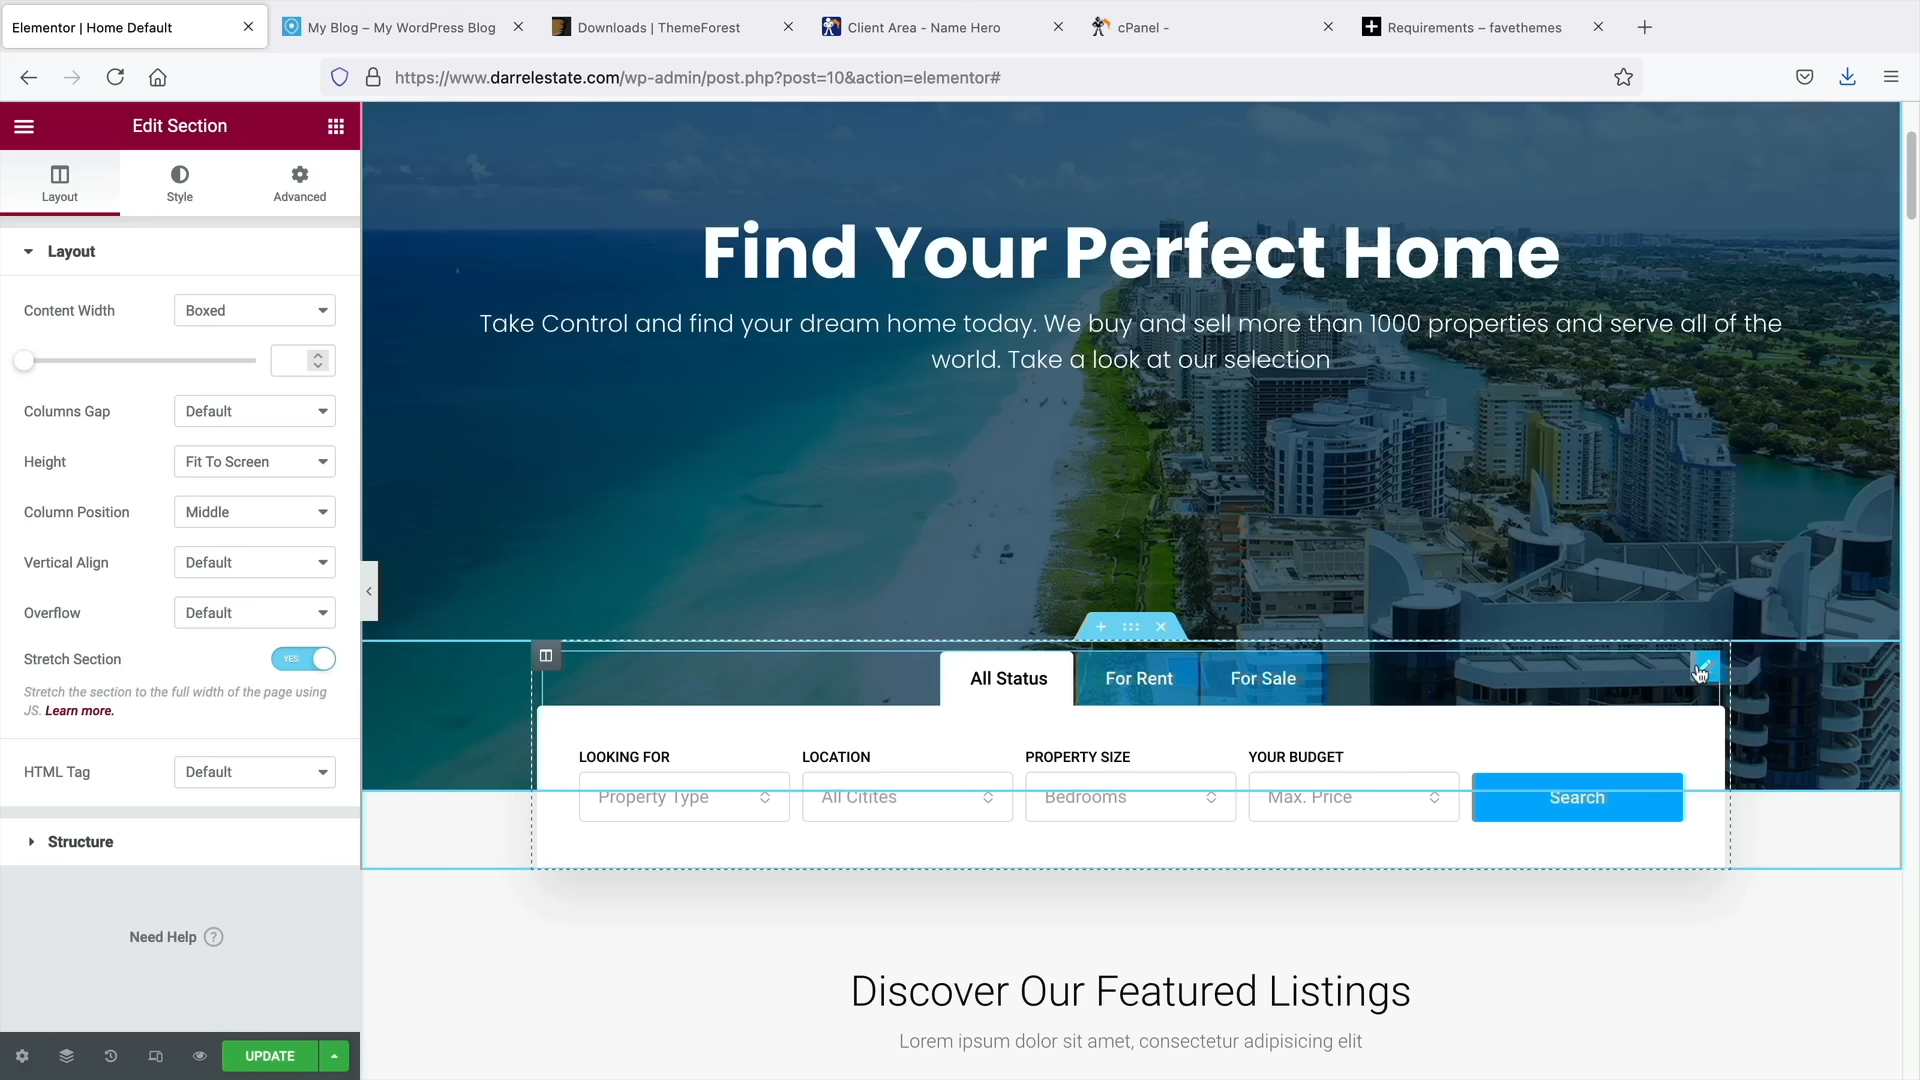 Elementor | Home Default
My Blog – My WordPress Blog
Downloads | ThemeForest
Client Area - Name Hero
cPanel -
Requirements – favethemes
https://www.darrelestate.com/wp-admin/post.php?post=10&action=elementor#
Edit Section
Layout
Style
Advanced
Layout
Content Width
Boxed
Columns Gap
Default
Height
Fit To Screen
Column Position
Middle
Vertical Align
Default
Overflow
Default
Stretch Section
YES
Stretch the section to the full width of the page using
JS. Learn more.
HTML Tag
Default
Structure
Need Help ?
UPDATE
Find Your Perfect Home
Take Control and find your dream home today. We buy and sell more than 1000 properties and serve all of the
world. Take a look at our selection
All Status
For Rent
For Sale
LOOKING FOR
LOCATION
PROPERTY SIZE
YOUR BUDGET
Property Type
All Citites
Bedrooms
Max. Price
Search
Discover Our Featured Listings
Lorem ipsum dolor sit amet, consectetur adipisicing elit